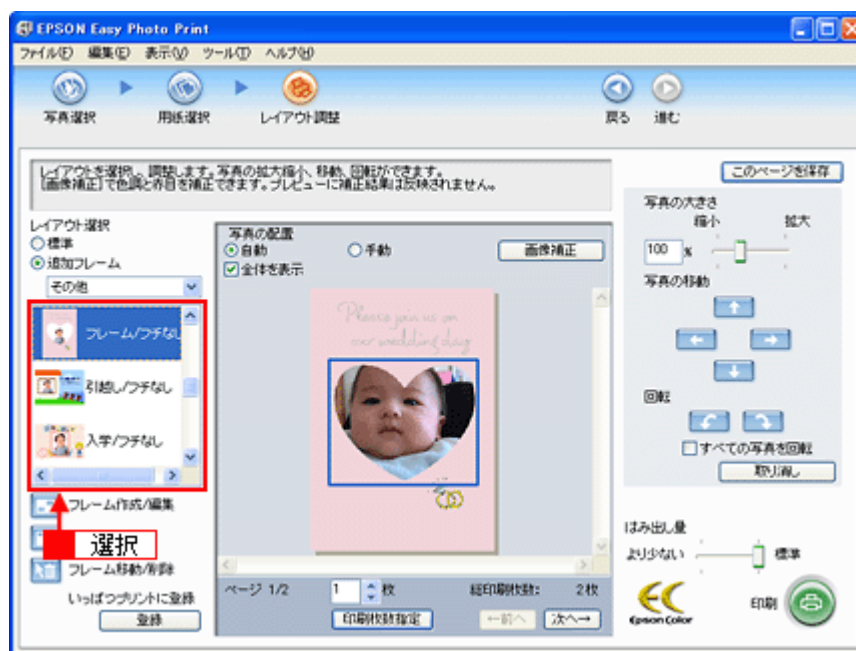 EPSON Easy Photo Print
ファイル(F) 編集(E) 表示(V) ツール(T) ヘルプ(H)
写真選択 用紙選択 レイアウト調整 戻る 進む
レイアウトを選択し、調整します。写真の拡大縮小、移動、回転ができます。
[画像補正]で色調と赤目を補正できます。プレビューに補正結果は反映されません。
このページを保存
レイアウト選択
標準
追加フレーム
その他
フレーム/フチなし
引越し/フチなし
入学/フチなし
選択
フレーム作成/編集
フレーム移動/削除
いっぱつプリントに登録
登録
写真の配置
自動 手動 画像補正
全体を表示
Please join us on
our wedding day
ページ 1/2 1 枚 総印刷枚数: 2枚
印刷枚数指定 ←前へ 次へ→
写真の大きさ
縮小 拡大
100 %
写真の移動
回転
すべての写真を回転
取り消し
はみ出し量
より少ない 標準
Epson Color 印刷